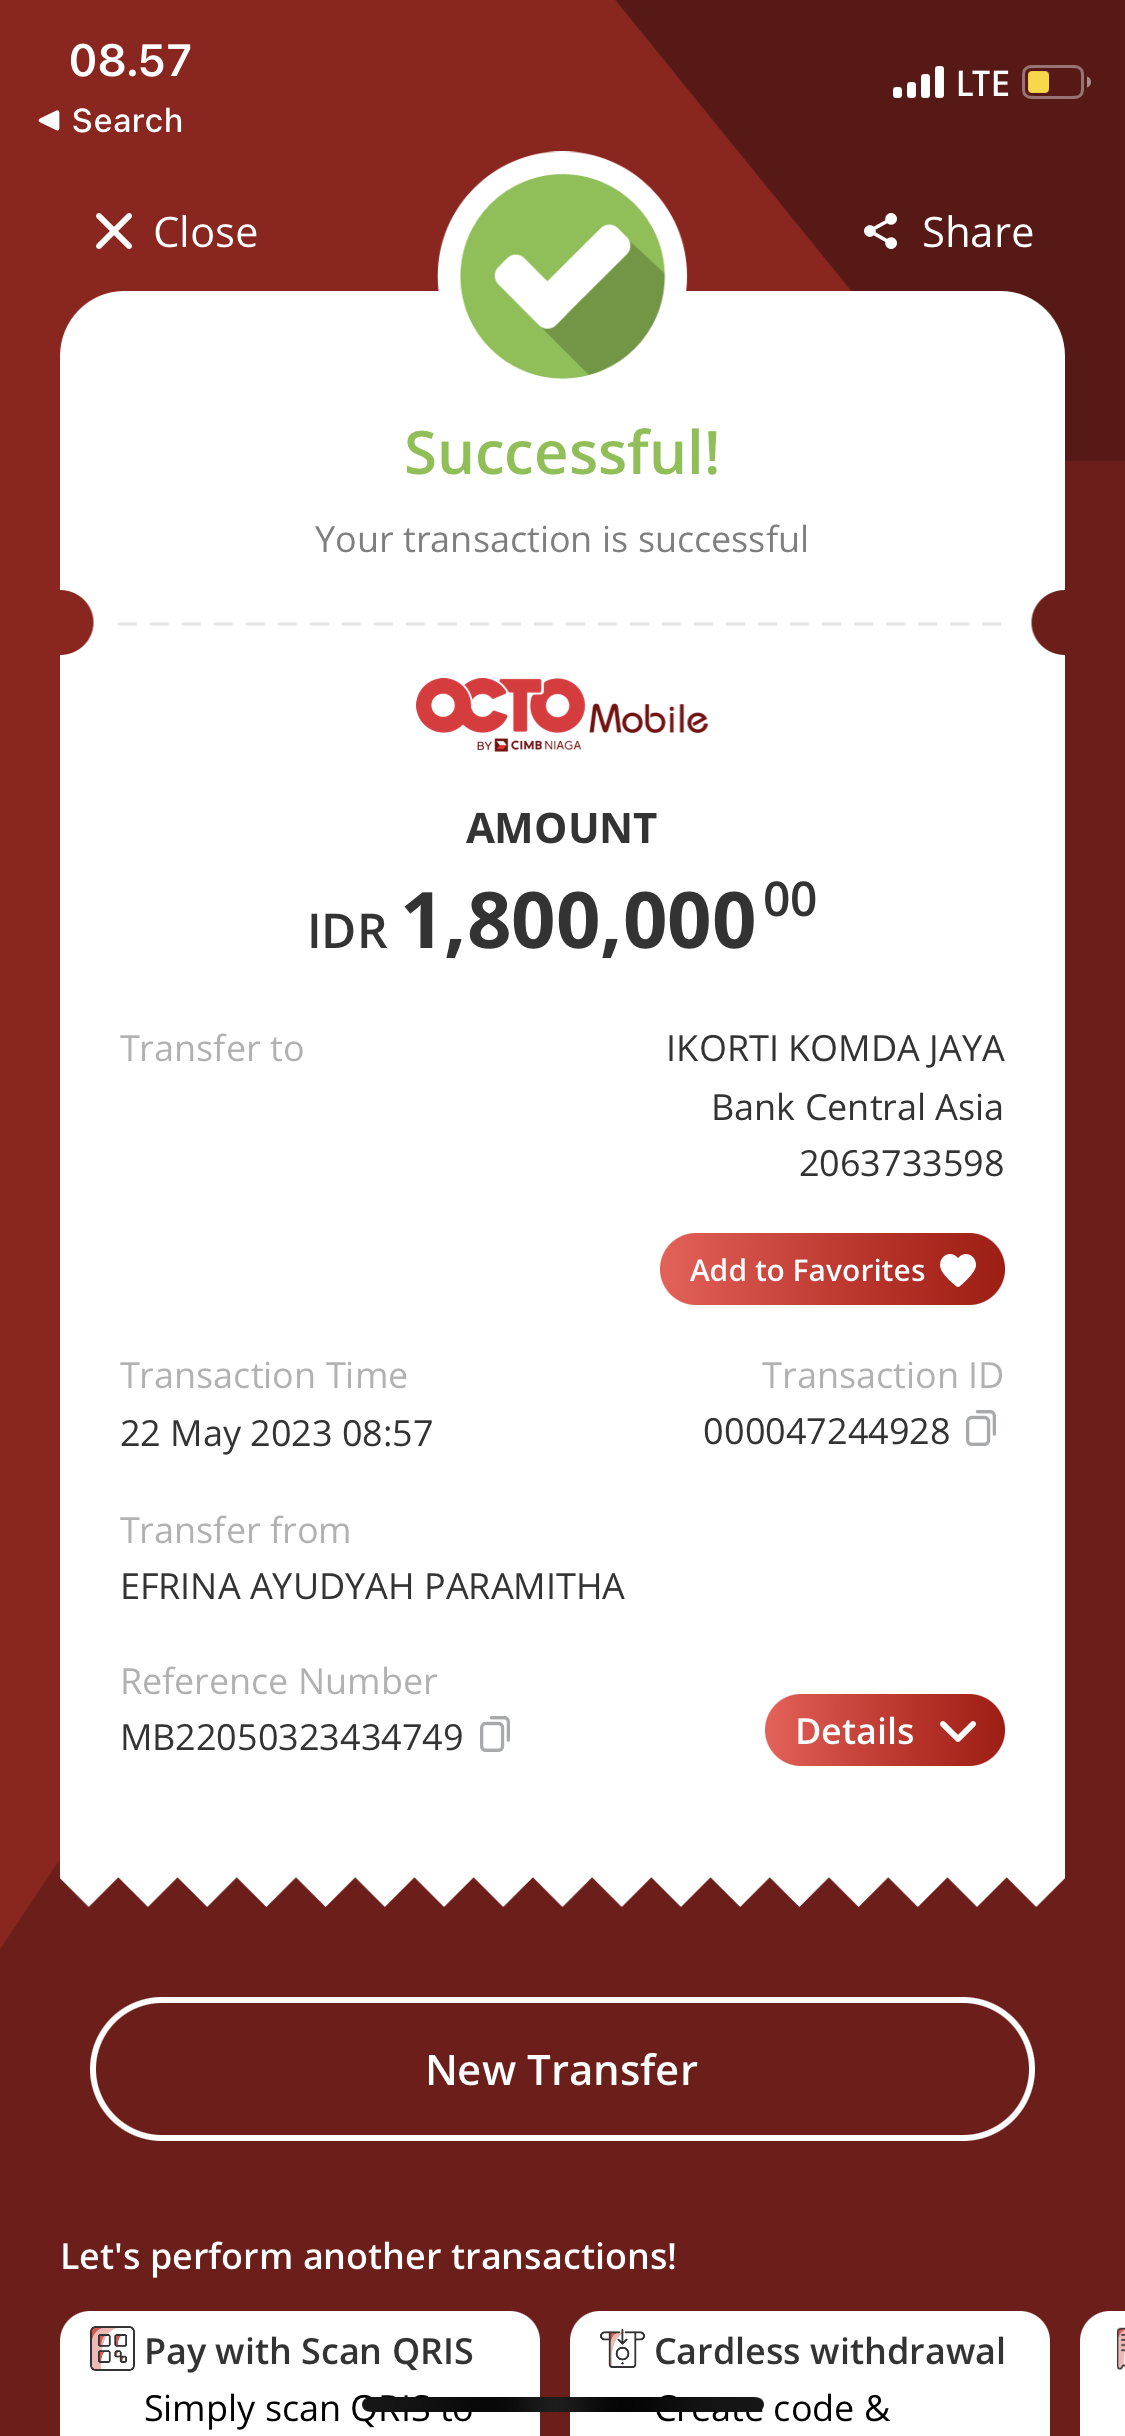 08.57
LTE
Search
Close
Share
Successful!
Your transaction is successful
OCTO Mobile
BY CIMB NIAGA
AMOUNT
IDR 1,800,000 00
Transfer to
IKORTI KOMDA JAYA
Bank Central Asia
2063733598
Add to Favorites
Transaction Time
Transaction ID
22 May 2023 08:57
000047244928
Transfer from
EFRINA AYUDYAH PARAMITHA
Reference Number
MB22050323434749
Details
New Transfer
Let's perform another transactions!
Pay with Scan QRIS
Cardless withdrawal
Simply scan QRIS to
Create code &